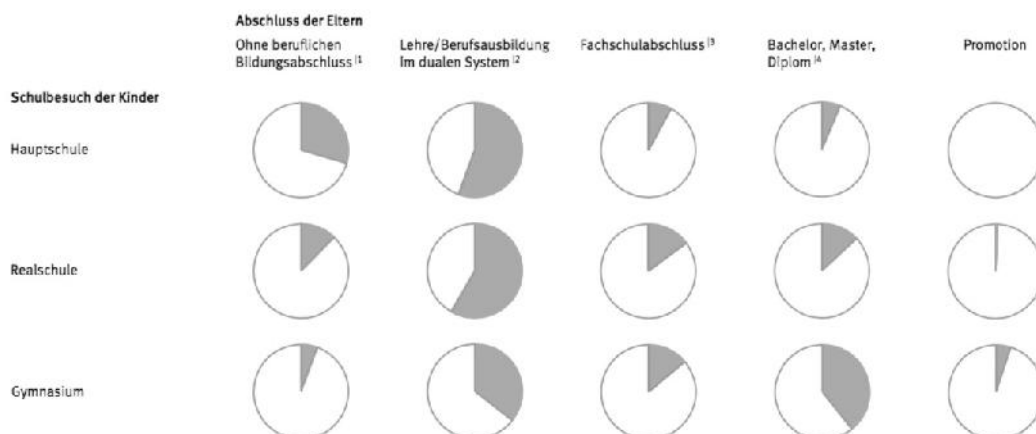 Abschluss der Eltern
Ohne beruflichen
Bildungsabschluss |1
Lehre/Berufsausbildung
im dualen System |2
Fachschulabschluss |3
Bachelor, Master,
Diplom |4
Promotion
Schulbesuch der Kinder
Hauptschule
Realschule
Gymnasium